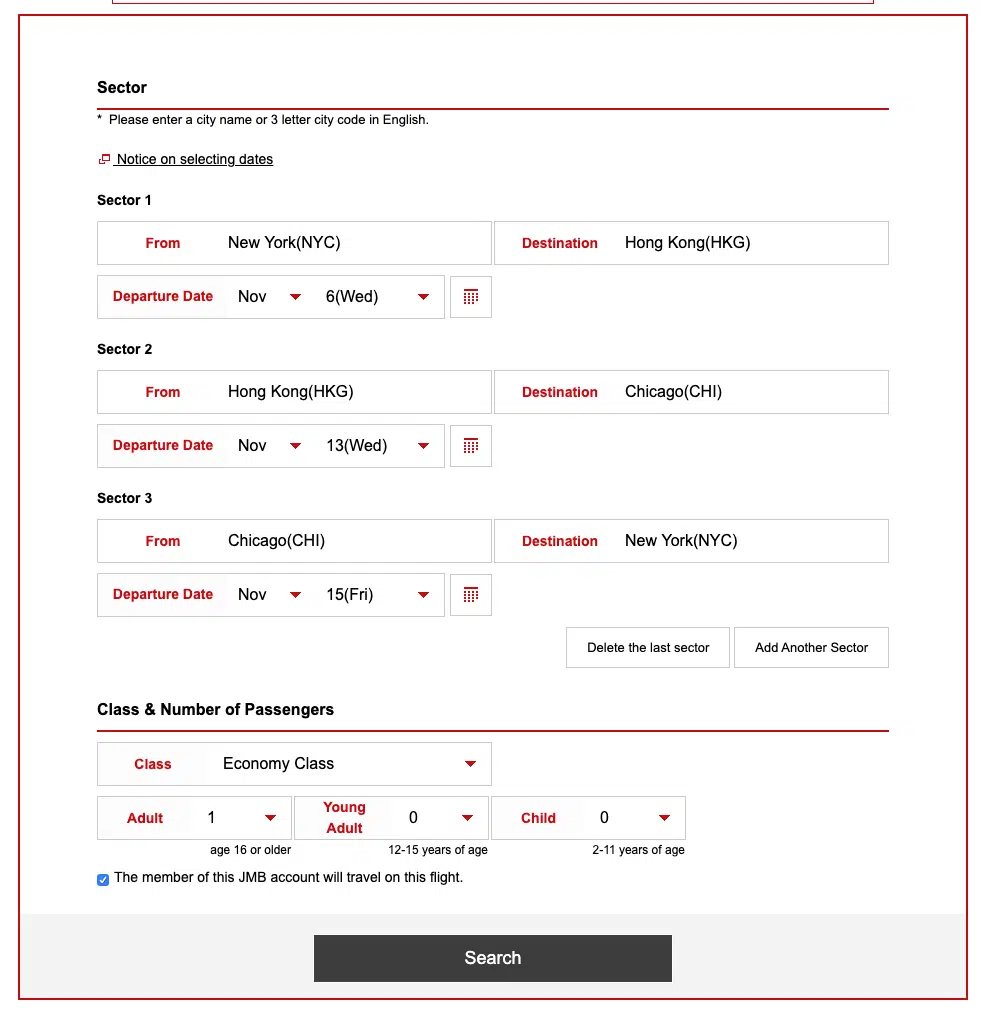 Sector
* Please enter a city name or 3 letter city code in English.
Notice on selecting dates
Sector 1
From New York(NYC) Destination Hong Kong(HKG)
Departure Date Nov 6(Wed)
Sector 2
From Hong Kong(HKG) Destination Chicago(CHI)
Departure Date Nov 13(Wed)
Sector 3
From Chicago(CHI) Destination New York(NYC)
Departure Date Nov 15(Fri)
Delete the last sector Add Another Sector
Class & Number of Passengers
Class Economy Class
Adult 1 Young Adult 0 Child 0
age 16 or older 12-15 years of age 2-11 years of age
The member of this JMB account will travel on this flight.
Search